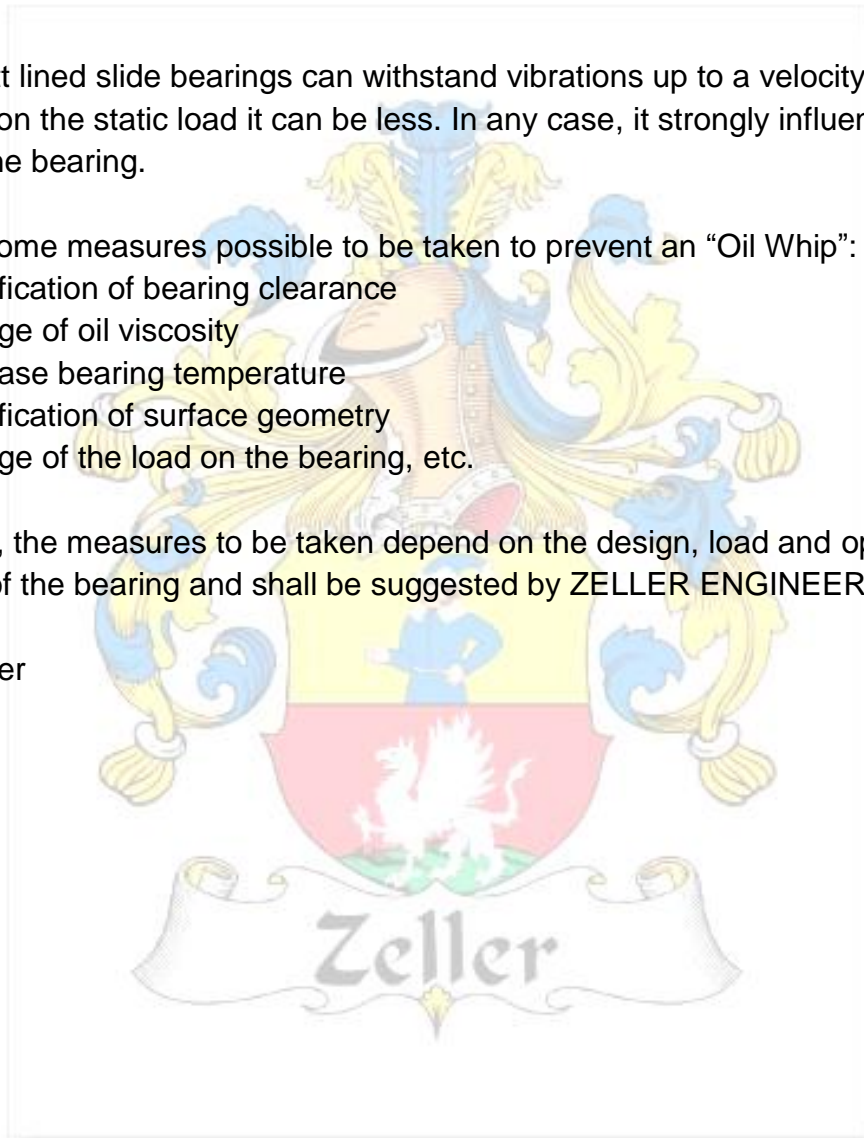 t lined slide bearings can withstand vibrations up to a velocity
on the static load it can be less. In any case, it strongly influen
he bearing.
ome measures possible to be taken to prevent an “Oil Whip”:
fication of bearing clearance
ge of oil viscosity
ase bearing temperature
fication of surface geometry
ge of the load on the bearing, etc.
, the measures to be taken depend on the design, load and op
of the bearing and shall be suggested by ZELLER ENGINEER
er
Zeller